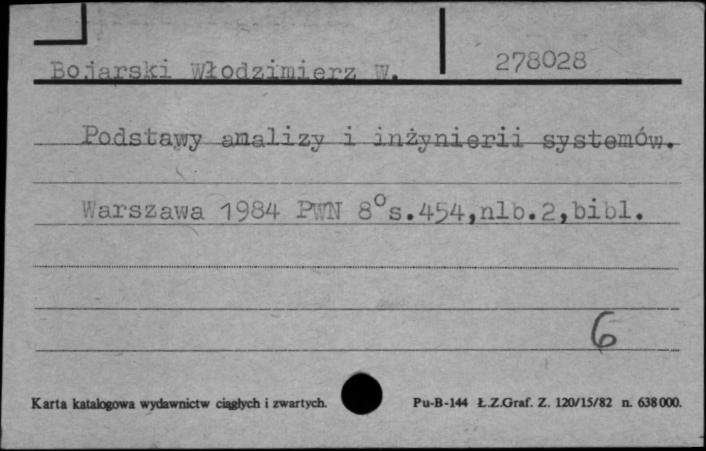 Bojarski Włodzimierz W. 278028
Podstawy analizy i inżynierii systemów.
Warszawa 1984 PWN 8°s.454,nlb.2,bibl.
6
Karta katalogowa wydawnictw ciągłych i zwartych. Pu-B-144 Ł.Z.Graf. Z. 120/15/82 n. 638000.